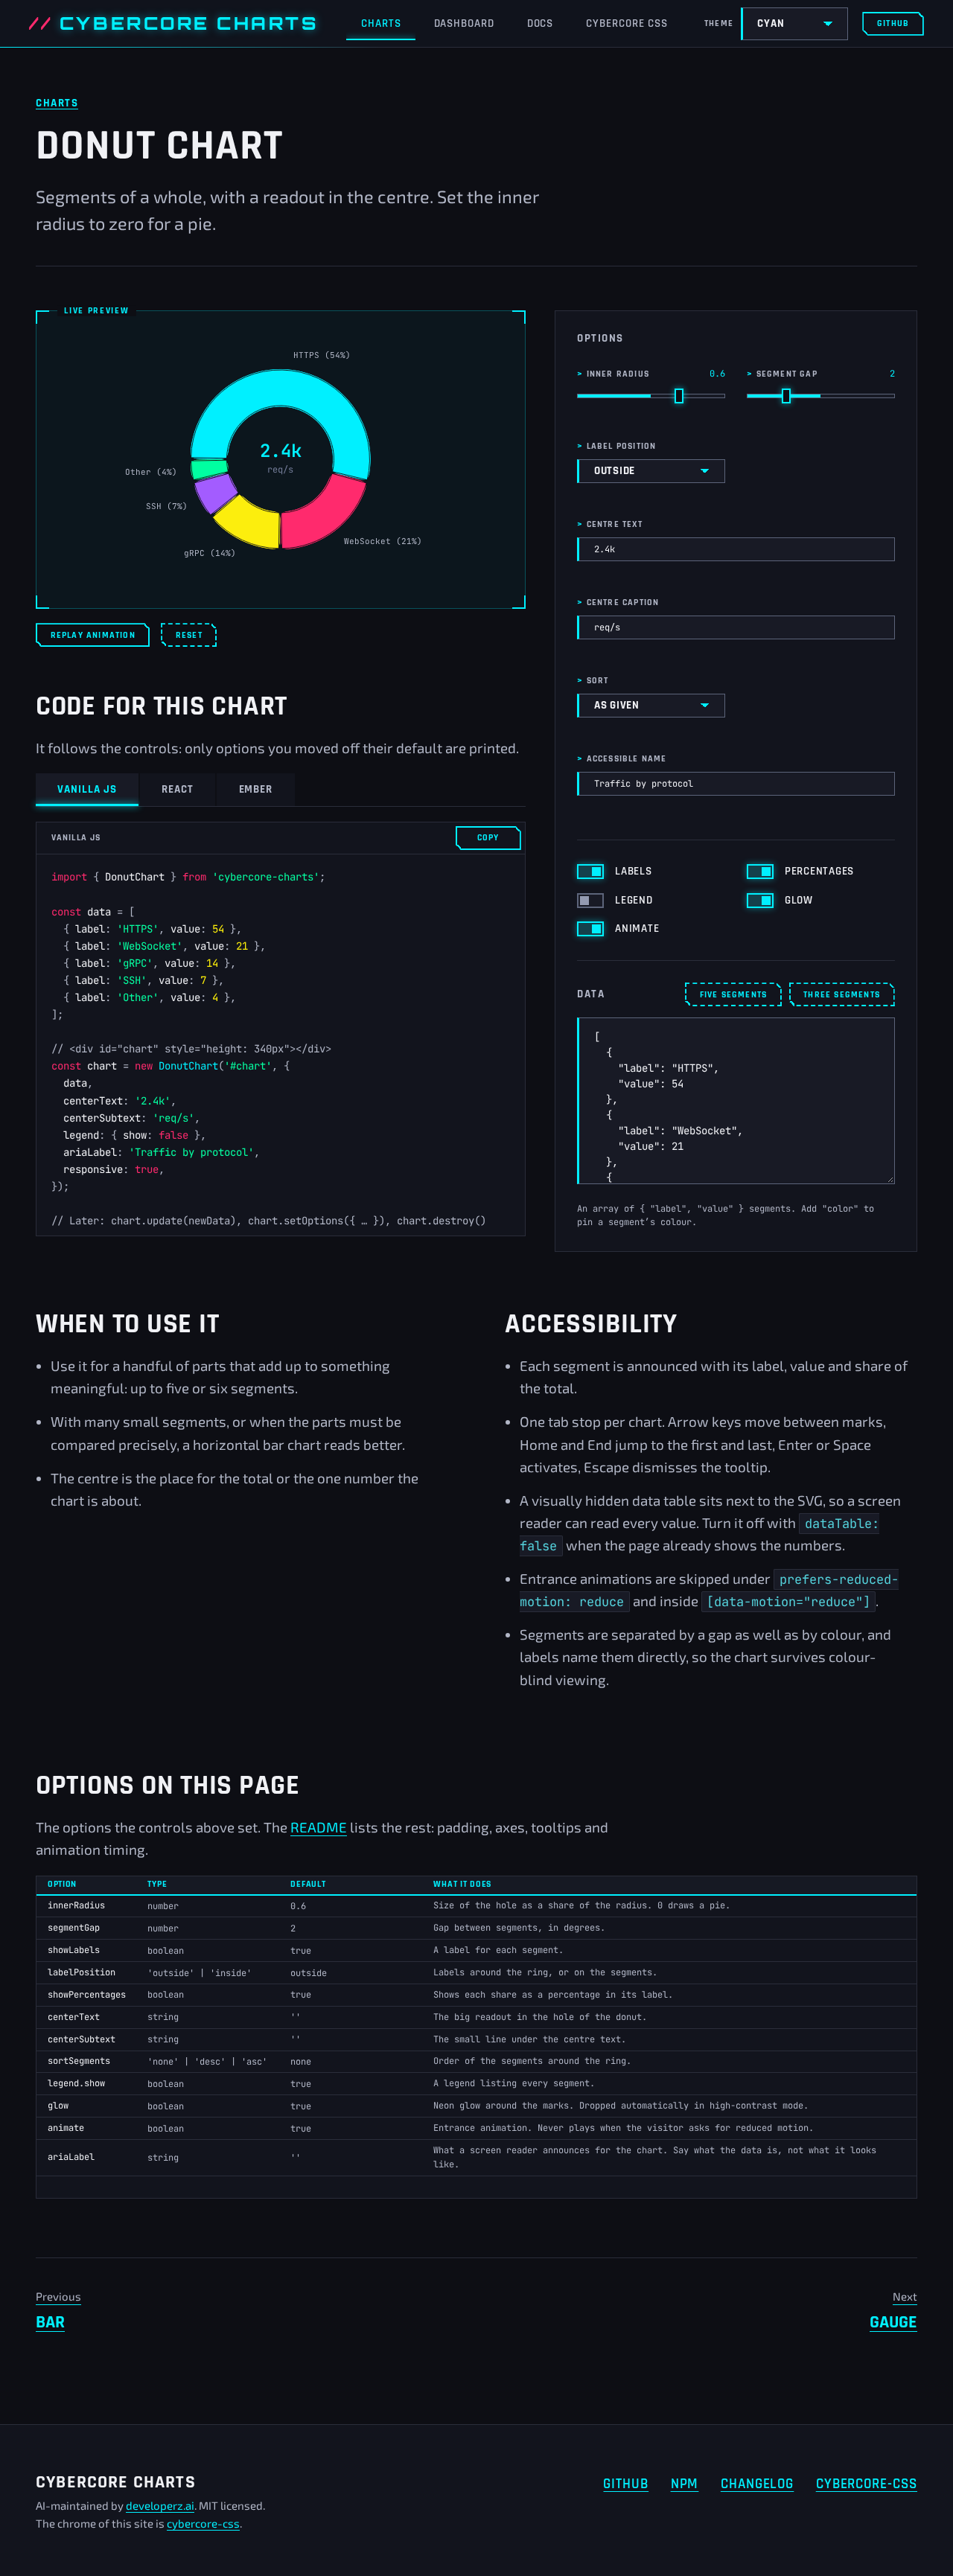 // CYBERCORE CHARTS
CHARTS
DASHBOARD
DOCS
CYBERCORE CSS
THEME
CYAN
GITHUB
CHARTS
DONUT CHART
Segments of a whole, with a readout in the centre. Set the inner
radius to zero for a pie.
LIVE PREVIEW
HTTPS (54%)
2.4k
req/s
Other (4%)
SSH (7%)
WebSocket (21%)
gRPC (14%)
REPLAY ANIMATION
RESET
CODE FOR THIS CHART
It follows the controls: only options you moved off their default are printed.
VANILLA JS
REACT
EMBER
VANILLA JS
COPY
import { DonutChart } from 'cybercore-charts';
const data = [
{ label: 'HTTPS', value: 54 },
{ label: 'WebSocket', value: 21 },
{ label: 'gRPC', value: 14 },
{ label: 'SSH', value: 7 },
{ label: 'Other', value: 4 },
];
// <div id="chart" style="height: 340px"></div>
const chart = new DonutChart('#chart', {
data,
centerText: '2.4k',
centerSubtext: 'req/s',
legend: { show: false },
ariaLabel: 'Traffic by protocol',
responsive: true,
});
// Later: chart.update(newData), chart.setOptions({ … }), chart.destroy()
OPTIONS
> INNER RADIUS 0.6
> SEGMENT GAP 2
> LABEL POSITION
OUTSIDE
> CENTRE TEXT
2.4k
> CENTRE CAPTION
req/s
> SORT
AS GIVEN
> ACCESSIBLE NAME
Traffic by protocol
LABELS
PERCENTAGES
LEGEND
GLOW
ANIMATE
DATA
FIVE SEGMENTS
THREE SEGMENTS
[
{
"label": "HTTPS",
"value": 54
},
{
"label": "WebSocket",
"value": 21
},
{
An array of { "label", "value" } segments. Add "color" to
pin a segment’s colour.
WHEN TO USE IT
• Use it for a handful of parts that add up to something
meaningful: up to five or six segments.
• With many small segments, or when the parts must be
compared precisely, a horizontal bar chart reads better.
• The centre is the place for the total or the one number the
chart is about.
ACCESSIBILITY
• Each segment is announced with its label, value and share of
the total.
• One tab stop per chart. Arrow keys move between marks,
Home and End jump to the first and last, Enter or Space
activates, Escape dismisses the tooltip.
• A visually hidden data table sits next to the SVG, so a screen
reader can read every value. Turn it off with dataTable:
false when the page already shows the numbers.
• Entrance animations are skipped under prefers-reduced-
motion: reduce and inside [data-motion="reduce"].
• Segments are separated by a gap as well as by colour, and
labels name them directly, so the chart survives colour-
blind viewing.
OPTIONS ON THIS PAGE
The options the controls above set. The README lists the rest: padding, axes, tooltips and
animation timing.
OPTION TYPE DEFAULT WHAT IT DOES
innerRadius number 0.6 Size of the hole as a share of the radius. 0 draws a pie.
segmentGap number 2 Gap between segments, in degrees.
showLabels boolean true A label for each segment.
labelPosition 'outside' | 'inside' outside Labels around the ring, or on the segments.
showPercentages boolean true Shows each share as a percentage in its label.
centerText string '' The big readout in the hole of the donut.
centerSubtext string '' The small line under the centre text.
sortSegments 'none' | 'desc' | 'asc' none Order of the segments around the ring.
legend.show boolean true A legend listing every segment.
glow boolean true Neon glow around the marks. Dropped automatically in high-contrast mode.
animate boolean true Entrance animation. Never plays when the visitor asks for reduced motion.
ariaLabel string '' What a screen reader announces for the chart. Say what the data is, not what it looks
like.
Previous
BAR
Next
GAUGE
CYBERCORE CHARTS
AI-maintained by developerz.ai. MIT licensed.
The chrome of this site is cybercore-css.
GITHUB
NPM
CHANGELOG
CYBERCORE-CSS